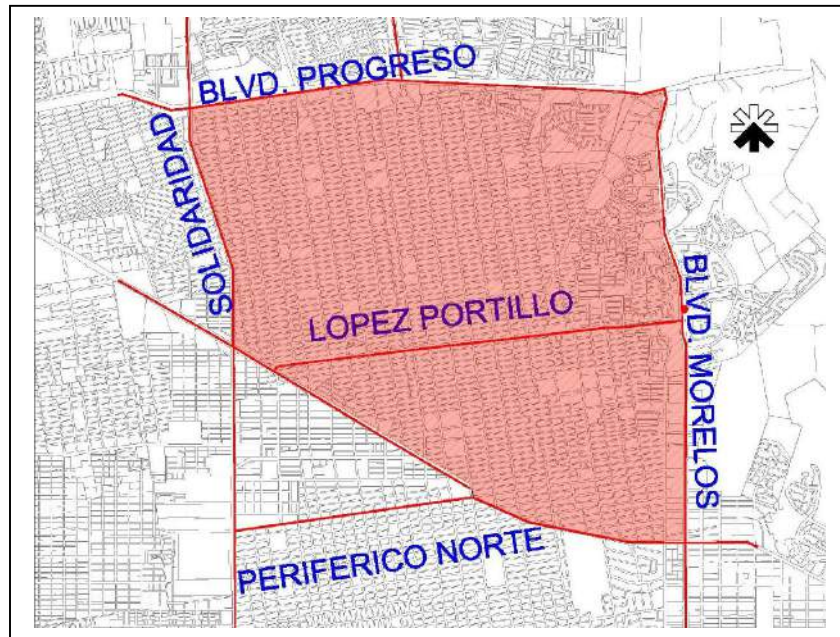 BLVD. PROGRESO
SOLIDARIDAD
LOPEZ PORTILLO
BLVD. MORELOS
PERIFERICO NORTE